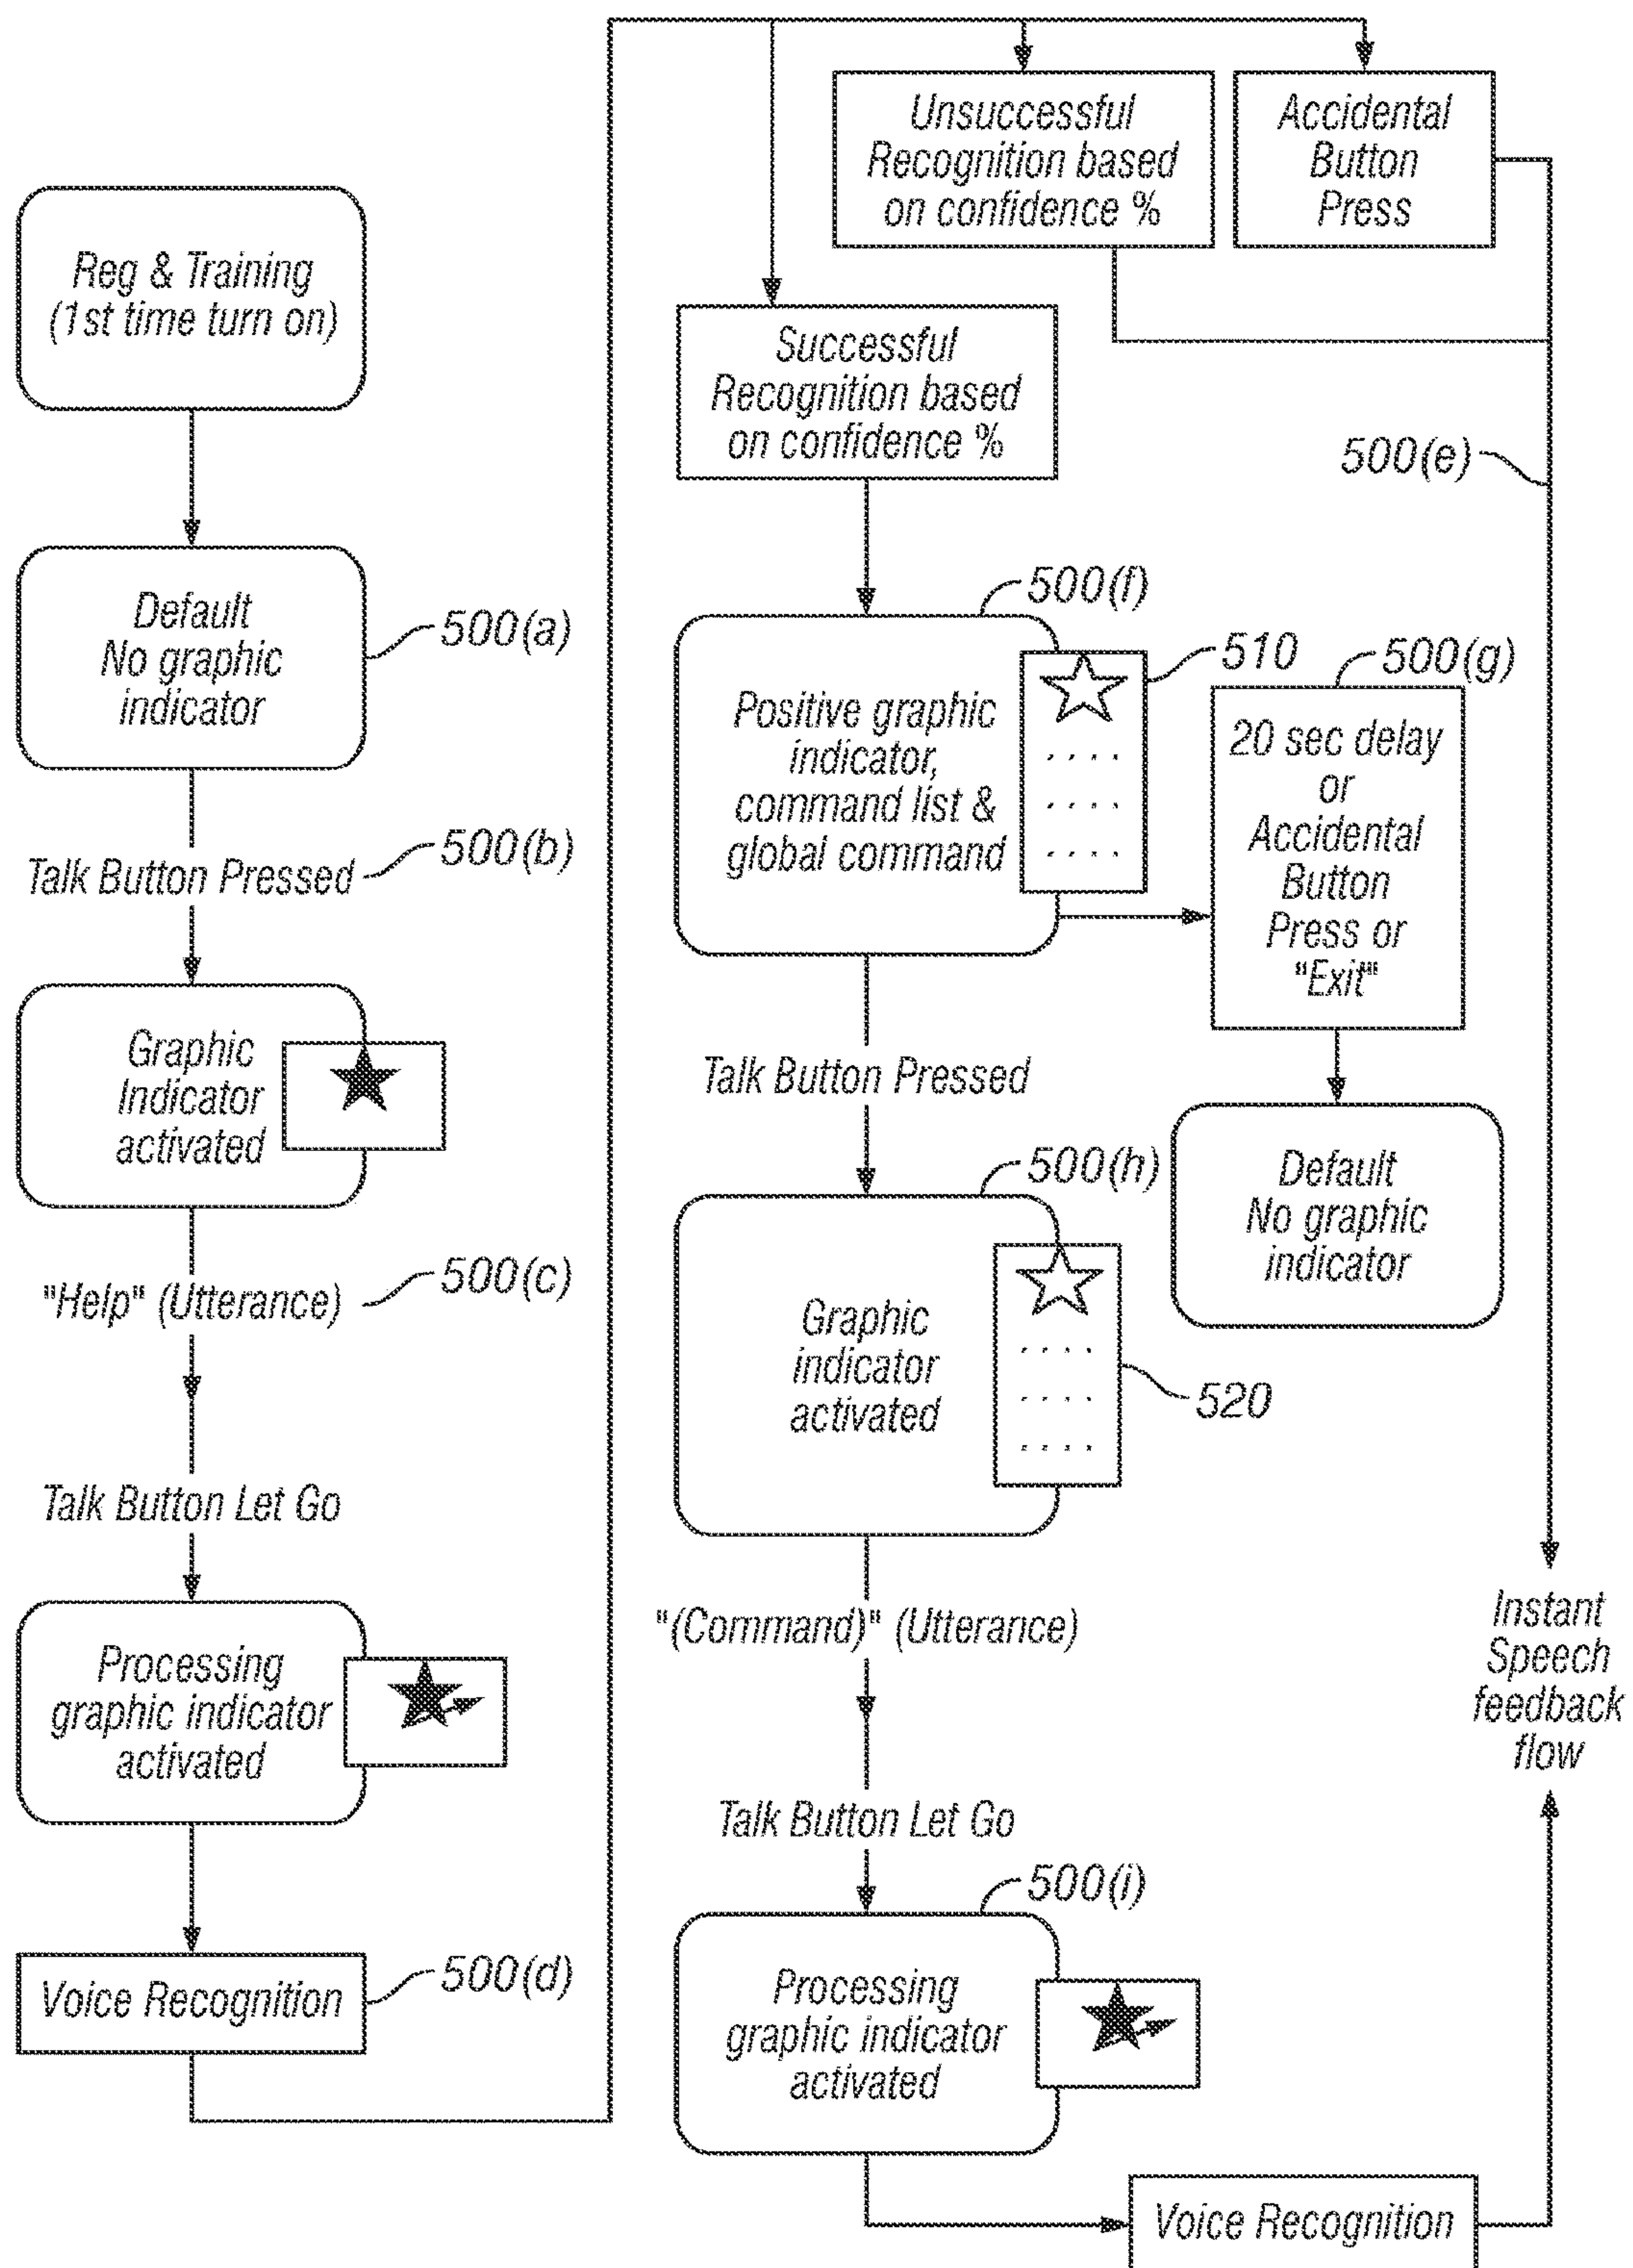 Reg & Training
(1st time turn on)
Default
No graphic
indicator
500(a)
Talk Button Pressed
500(b)
Graphic
Indicator
activated
"Help" (Utterance)
500(c)
Talk Button Let Go
Processing
graphic indicator
activated
Voice Recognition
500(d)
Unsuccessful
Recognition based
on confidence %
Accidental
Button
Press
Successful
Recognition based
on confidence %
500(e)
500(f)
Positive graphic
indicator,
command list &
global command
510
500(g)
20 sec delay
or
Accidental
Button
Press or
"Exit"
Default
No graphic
indicator
Talk Button Pressed
500(h)
Graphic
indicator
activated
520
"(Command)" (Utterance)
Talk Button Let Go
500(i)
Processing
graphic indicator
activated
Voice Recognition
Instant
Speech
feedback
flow